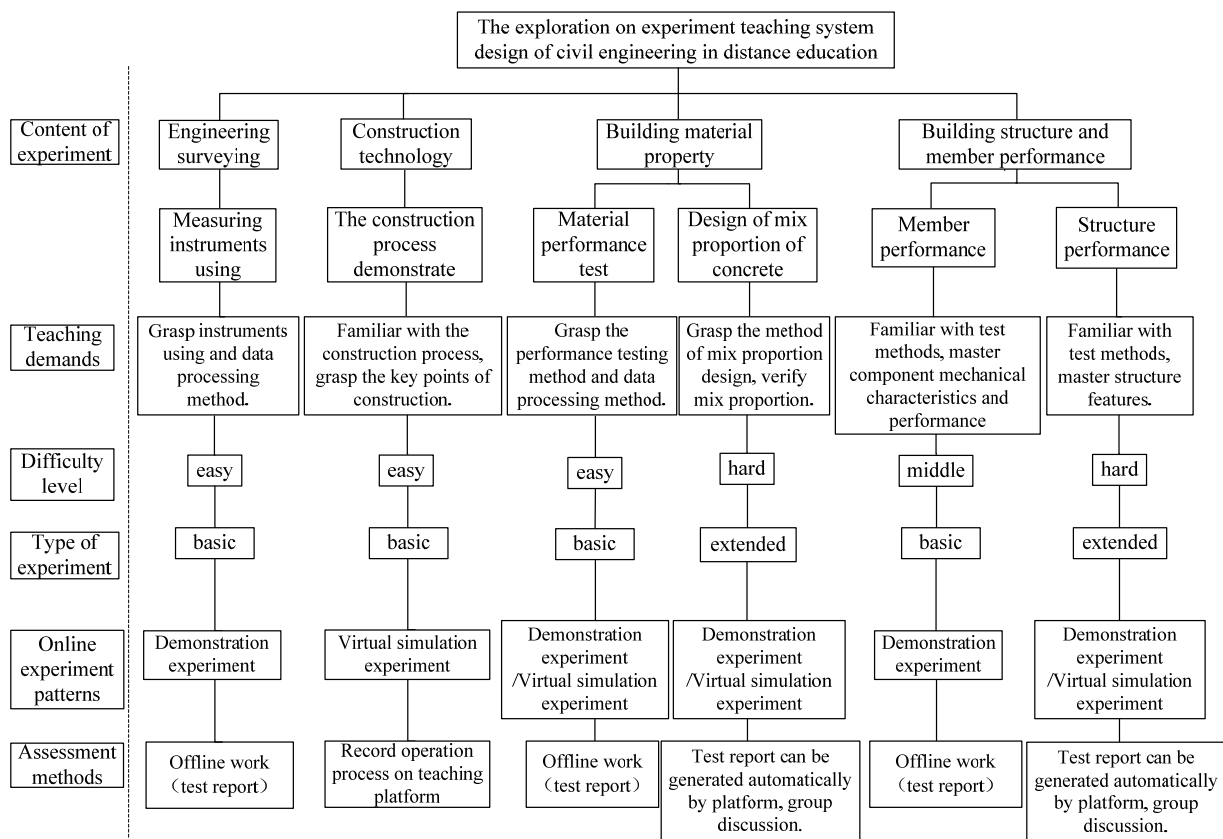 The exploration on experiment teaching system
design of civil engineering in distance education
Content of
experiment
Engineering
surveying
Construction
technology
Building material
property
Building structure and
member performance
Measuring
instruments
using
The construction
process
demonstrate
Material
performance
test
Design of mix
proportion of
concrete
Member
performance
Structure
performance
Teaching
demands
Grasp instruments
using and data
processing
method.
Familiar with the
construction process,
grasp the key points of
construction.
Grasp the
performance testing
method and data
processing method.
Grasp the method
of mix proportion
design, verify
mix proportion.
Familiar with test
methods, master
component mechanical
characteristics and
performance
Familiar with
test methods,
master structure
features.
Difficulty
level
easy
easy
easy
hard
middle
hard
Type of
experiment
basic
basic
basic
extended
basic
extended
Online
experiment
patterns
Demonstration
experiment
Virtual simulation
experiment
Demonstration
experiment
/Virtual simulation
experiment
Demonstration
experiment
/Virtual simulation
experiment
Demonstration
experiment
Demonstration
experiment
/Virtual simulation
experiment
Assessment
methods
Offline work
（test report）
Record operation
process on teaching
platform
Offline work
（test report）
Test report can be
generated automatically
by platform, group
discussion.
Offline work
（test report）
Test report can be
generated automatically
by platform, group
discussion.